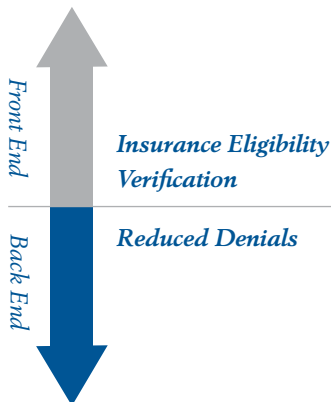 Front End
Insurance Eligibility
Verification
Back End
Reduced Denials